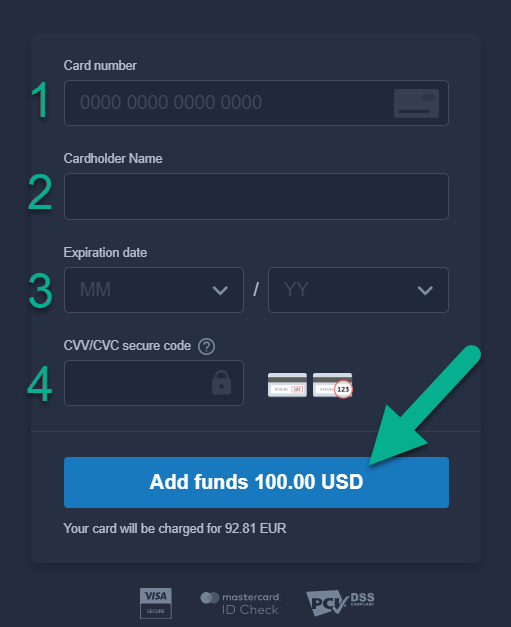 Card number
1
0000 0000 0000 0000
Cardholder Name
2
Expiration date
3
MM / YY
CVV/CVC secure code ?
4
123
Add funds 100.00 USD
Your card will be charged for 92.81 EUR
VISA
SECURE
mastercard.
ID Check
PCI DSS
COMPLIANT